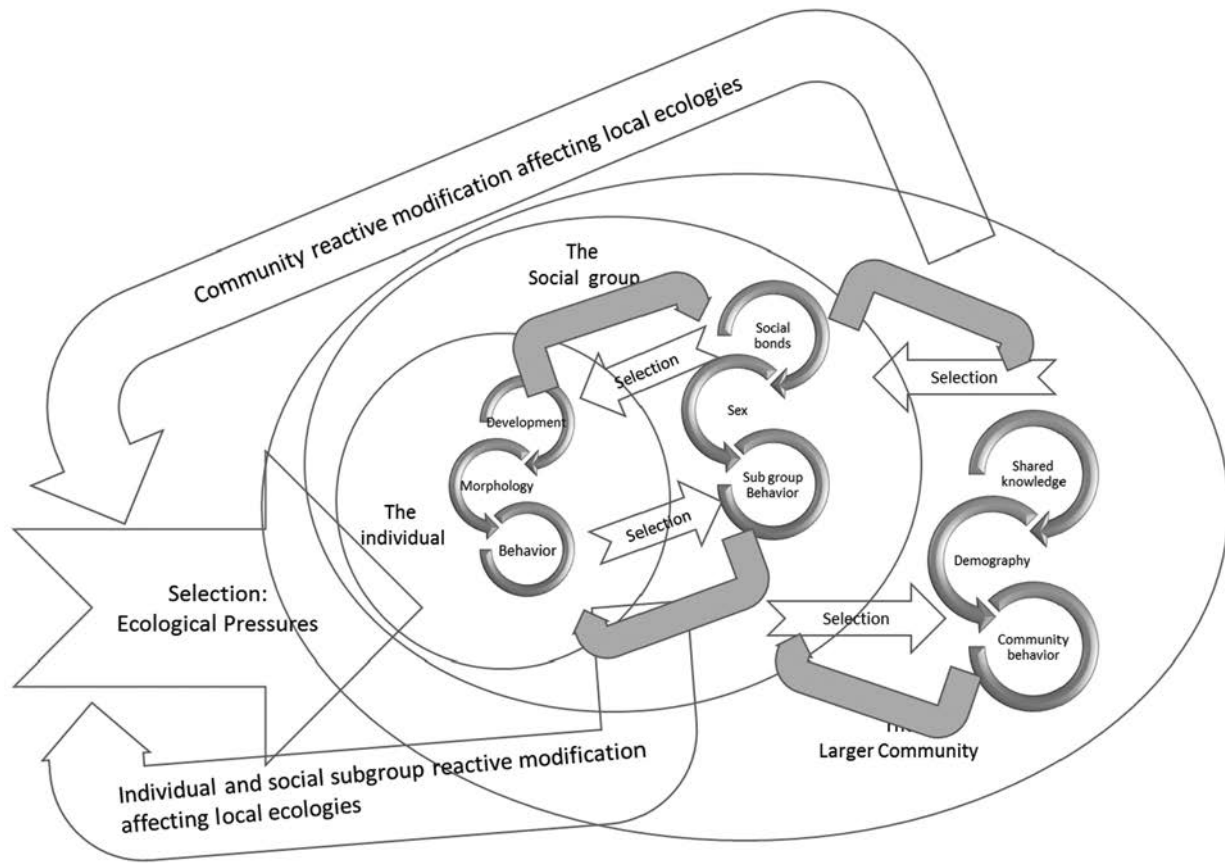 Community reactive modification affecting local ecologies
The
Social group
Social
bonds
Selection
Selection
Development
Sex
Morphology
Sub group
Behavior
Shared
knowledge
The
individual
Selection
Behavior
Demography
Selection:
Ecological Pressures
Selection
Community
behavior
Larger Community
Individual and social subgroup reactive modification
affecting local ecologies